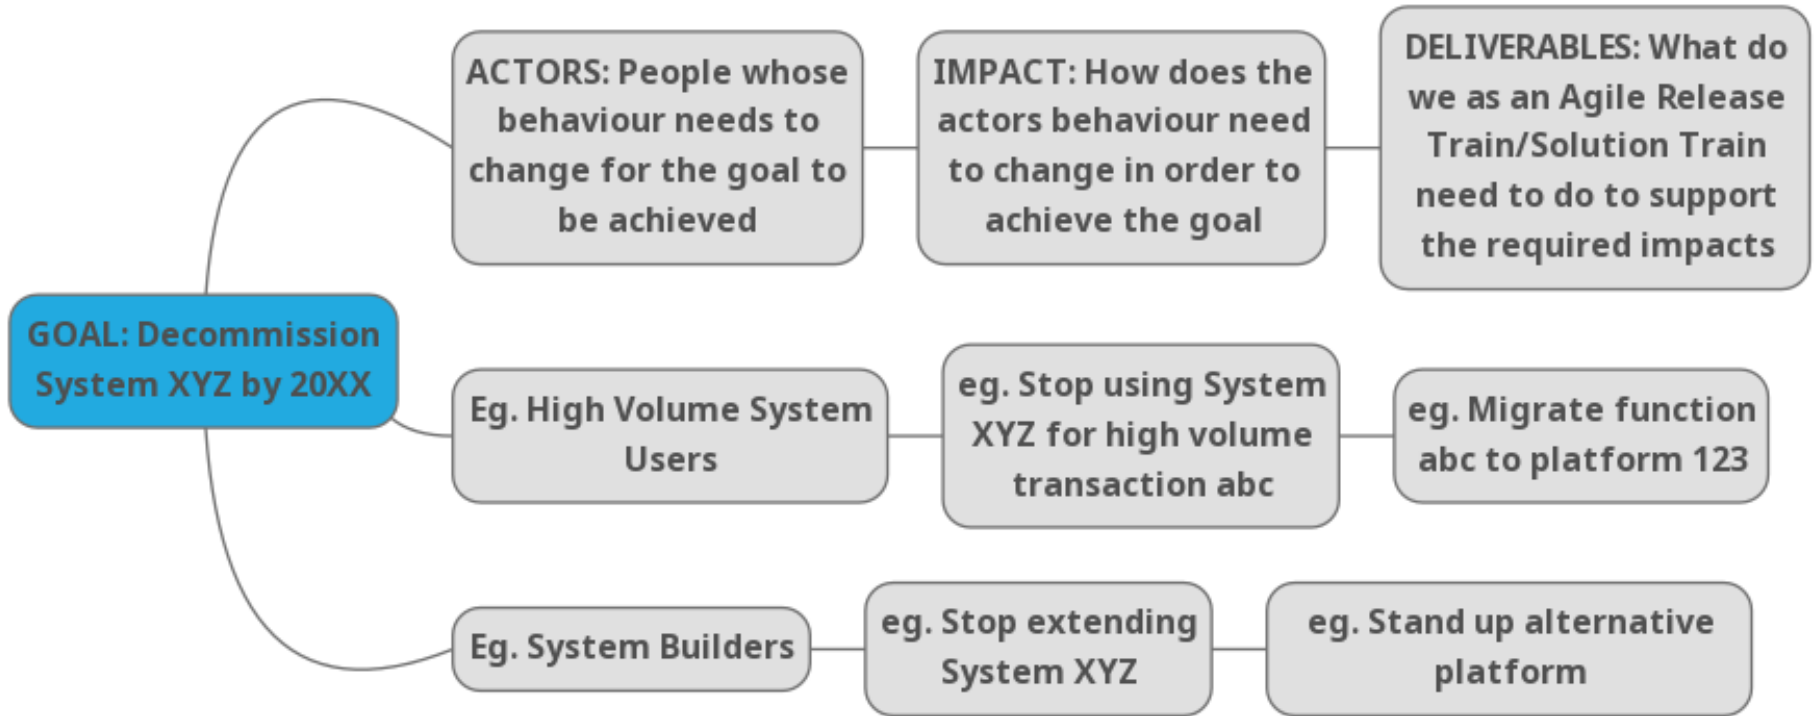 GOAL: Decommission
System XYZ by 20XX
ACTORS: People whose
behaviour needs to
change for the goal to
be achieved
IMPACT: How does the
actors behaviour need
to change in order to
achieve the goal
DELIVERABLES: What do
we as an Agile Release
Train/Solution Train
need to do to support
the required impacts
Eg. High Volume System
Users
eg. Stop using System
XYZ for high volume
transaction abc
eg. Migrate function
abc to platform 123
Eg. System Builders
eg. Stop extending
System XYZ
eg. Stand up alternative
platform